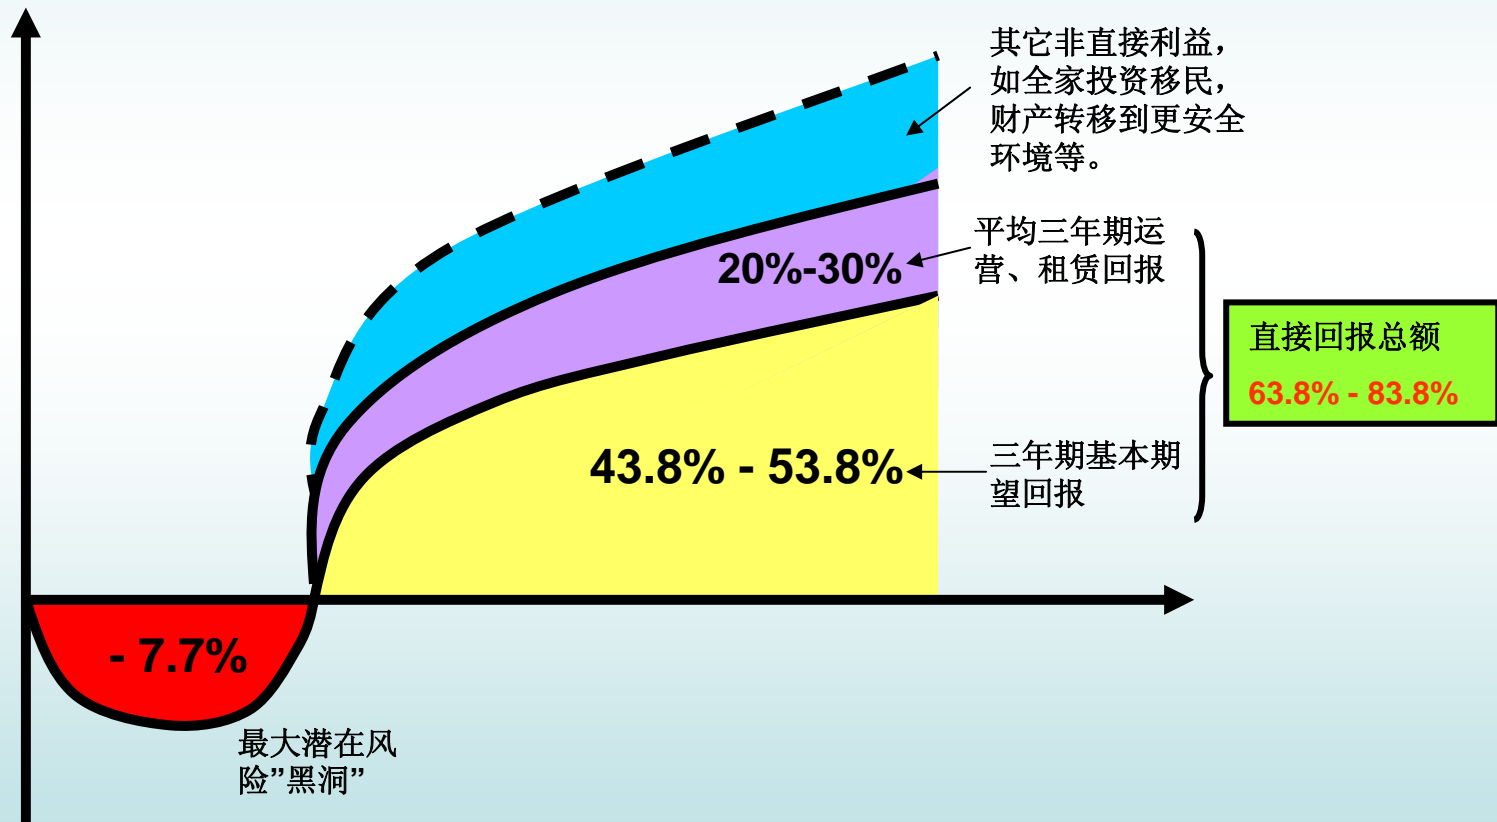 其它非直接利益，
如全家投资移民，
财产转移到更安全
环境等。
平均三年期运
营、租赁回报
20%-30%
直接回报总额
63.8% - 83.8%
43.8% - 53.8%
三年期基本期
望回报
- 7.7%
最大潜在风
险”黑洞”